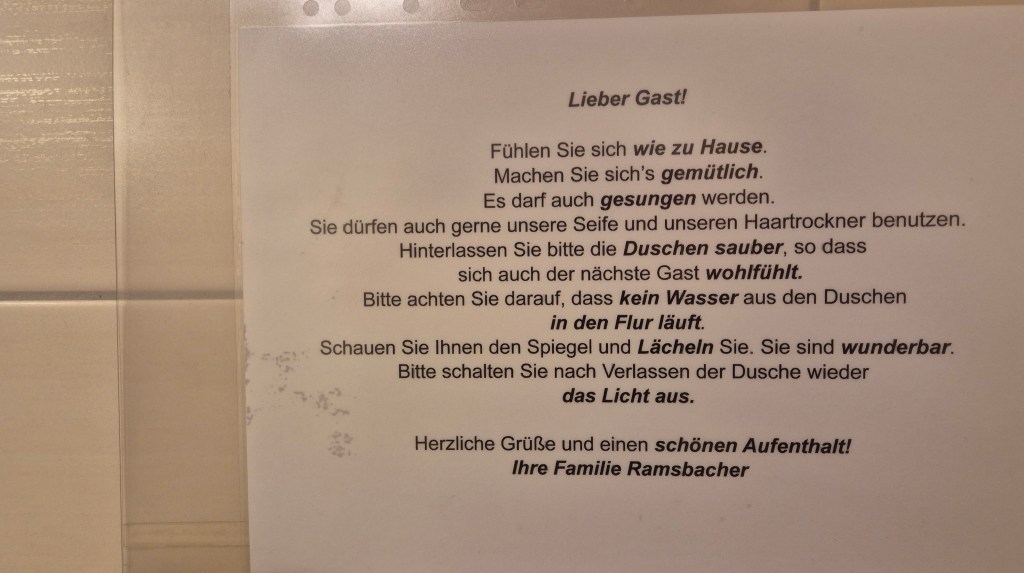 Lieber Gast!
Fühlen Sie sich wie zu Hause.
Machen Sie sich's gemütlich.
Es darf auch gesungen werden.
Sie dürfen auch gerne unsere Seife und unseren Haartrockner benutzen.
Hinterlassen Sie bitte die Duschen sauber, so dass
sich auch der nächste Gast wohlfühlt.
Bitte achten Sie darauf, dass kein Wasser aus den Duschen
in den Flur läuft.
Schauen Sie Ihnen den Spiegel und Lächeln Sie. Sie sind wunderbar.
Bitte schalten Sie nach Verlassen der Dusche wieder
das Licht aus.
Herzliche Grüße und einen schönen Aufenthalt!
Ihre Familie Ramsbacher